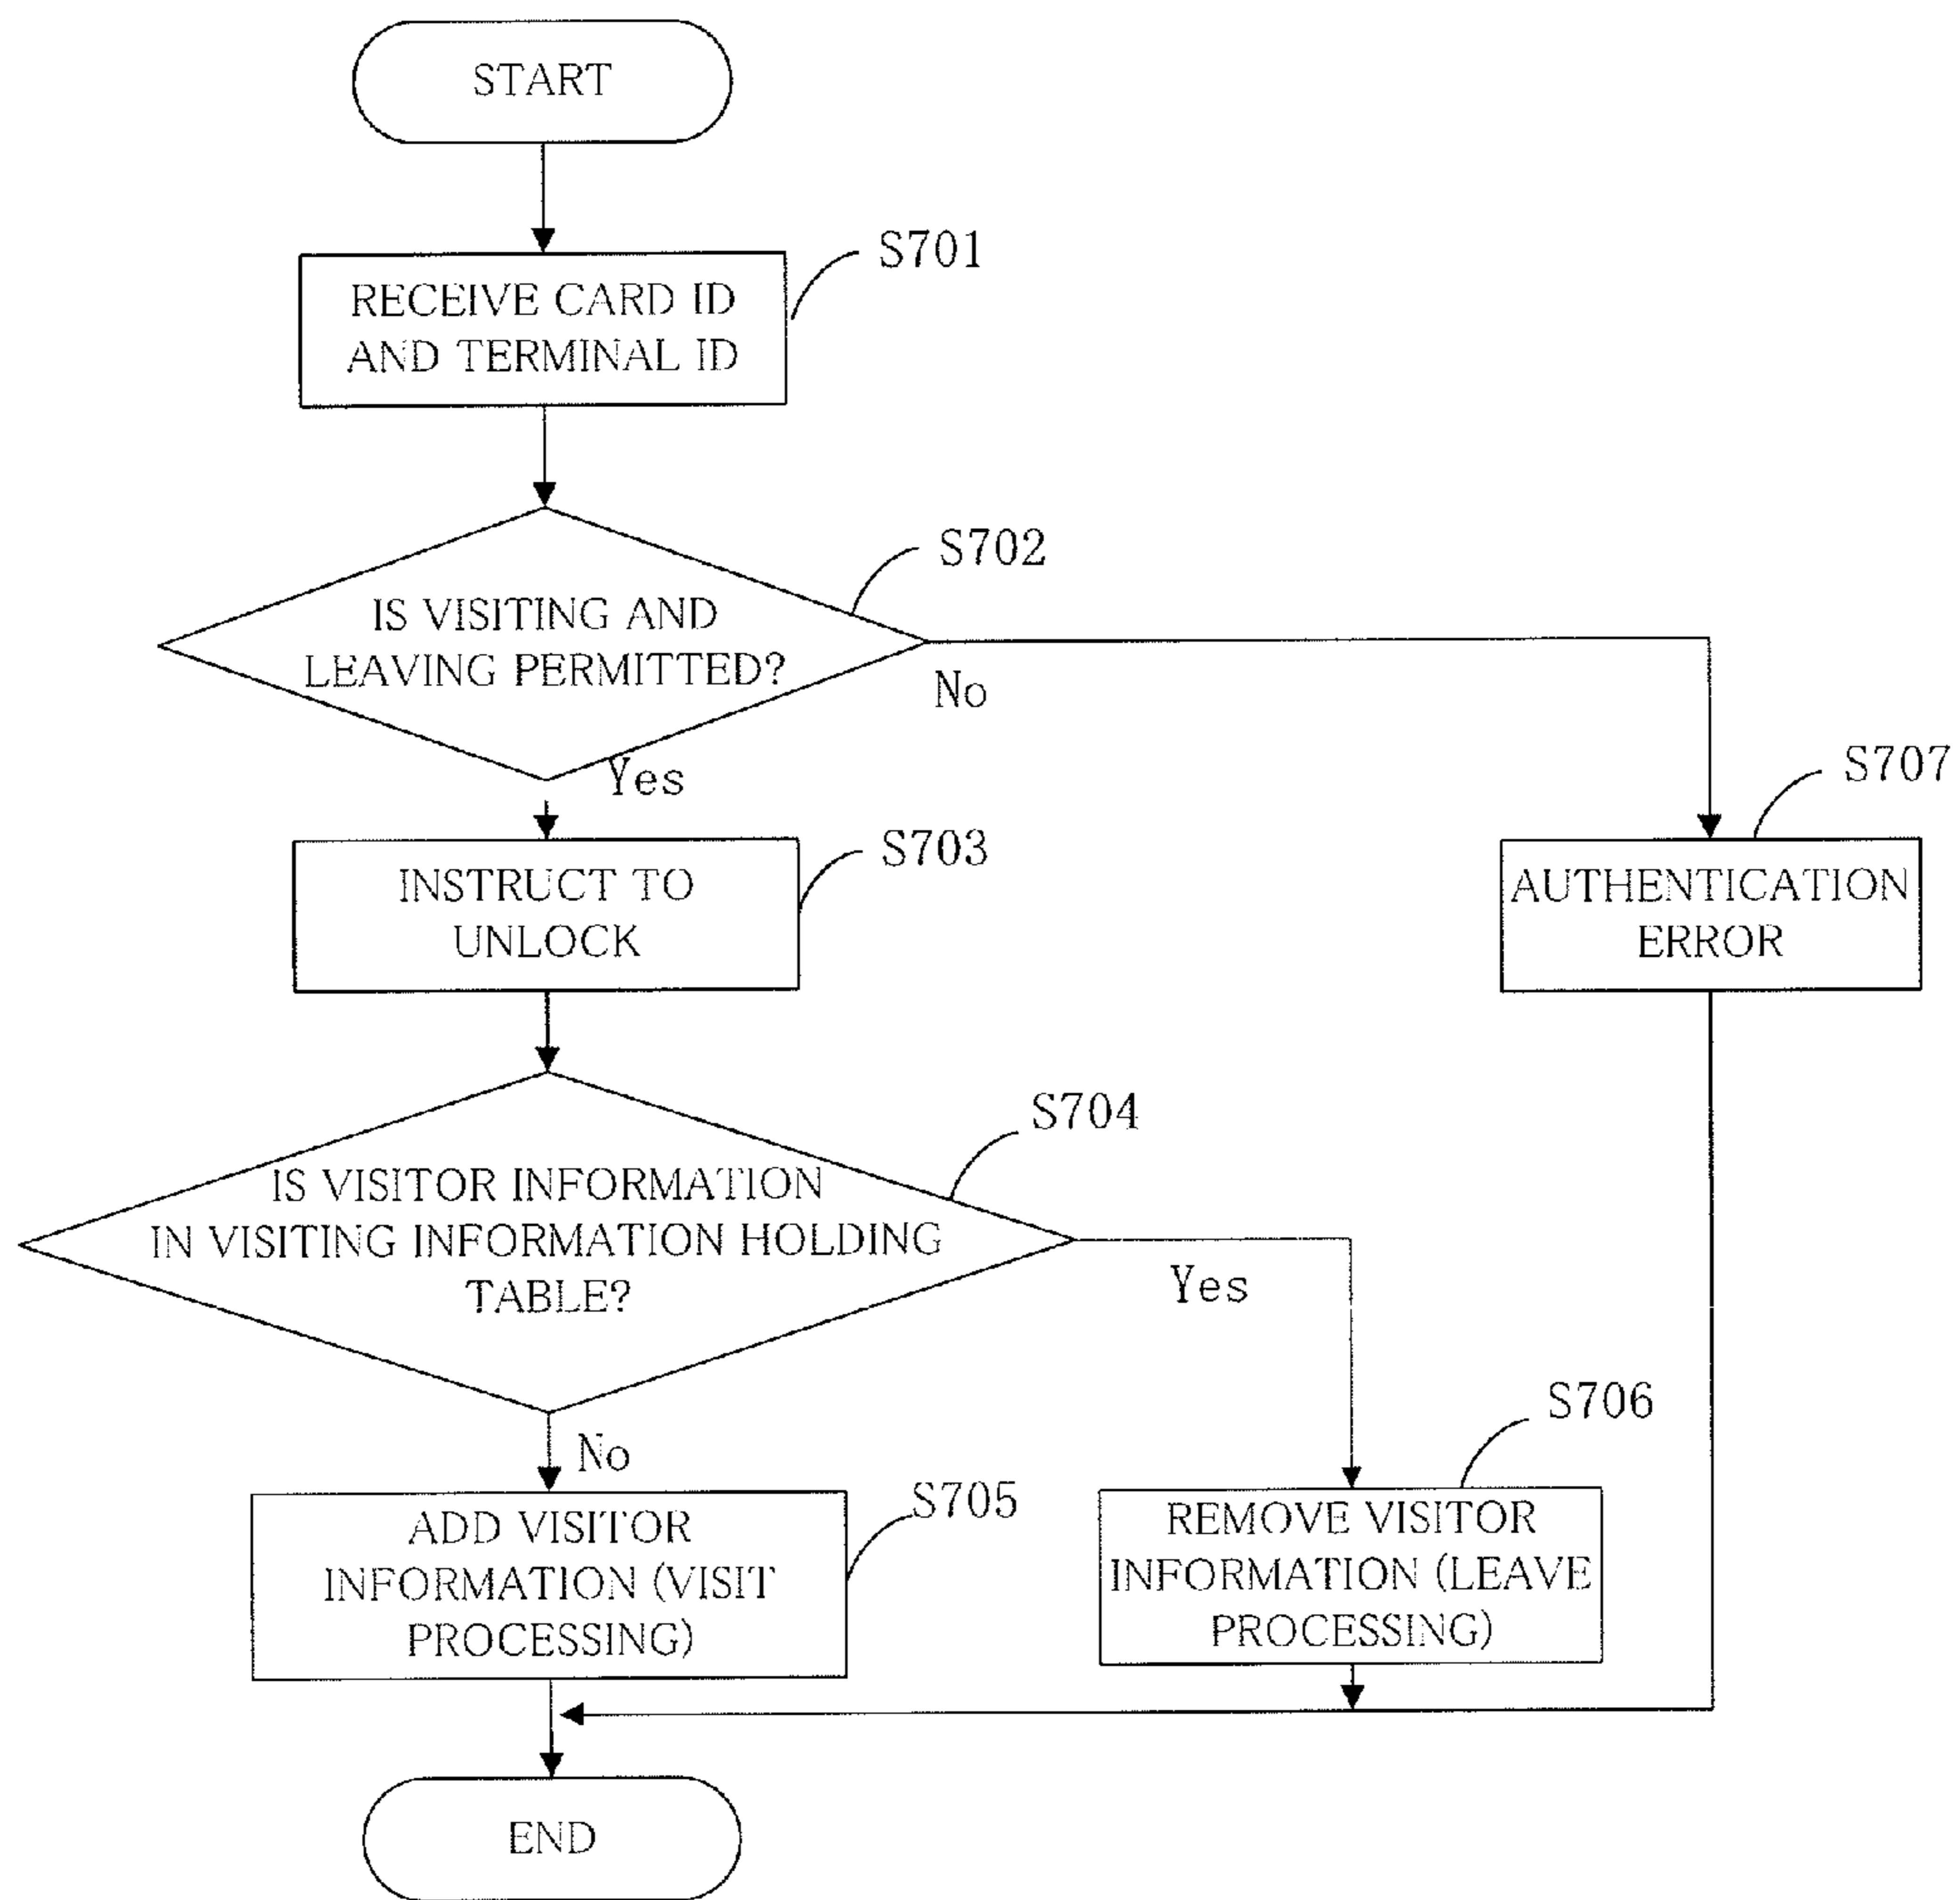 START
S701
RECEIVE CARD ID
AND TERMINAL ID
S702
IS VISITING AND
LEAVING PERMITTED?
No
Yes
S707
S703
INSTRUCT TO
UNLOCK
AUTHENTICATION
ERROR
S704
IS VISITOR INFORMATION
IN VISITING INFORMATION HOLDING
TABLE?
Yes
S706
No
S705
ADD VISITOR
INFORMATION (VISIT
PROCESSING)
REMOVE VISITOR
INFORMATION (LEAVE
PROCESSING)
END